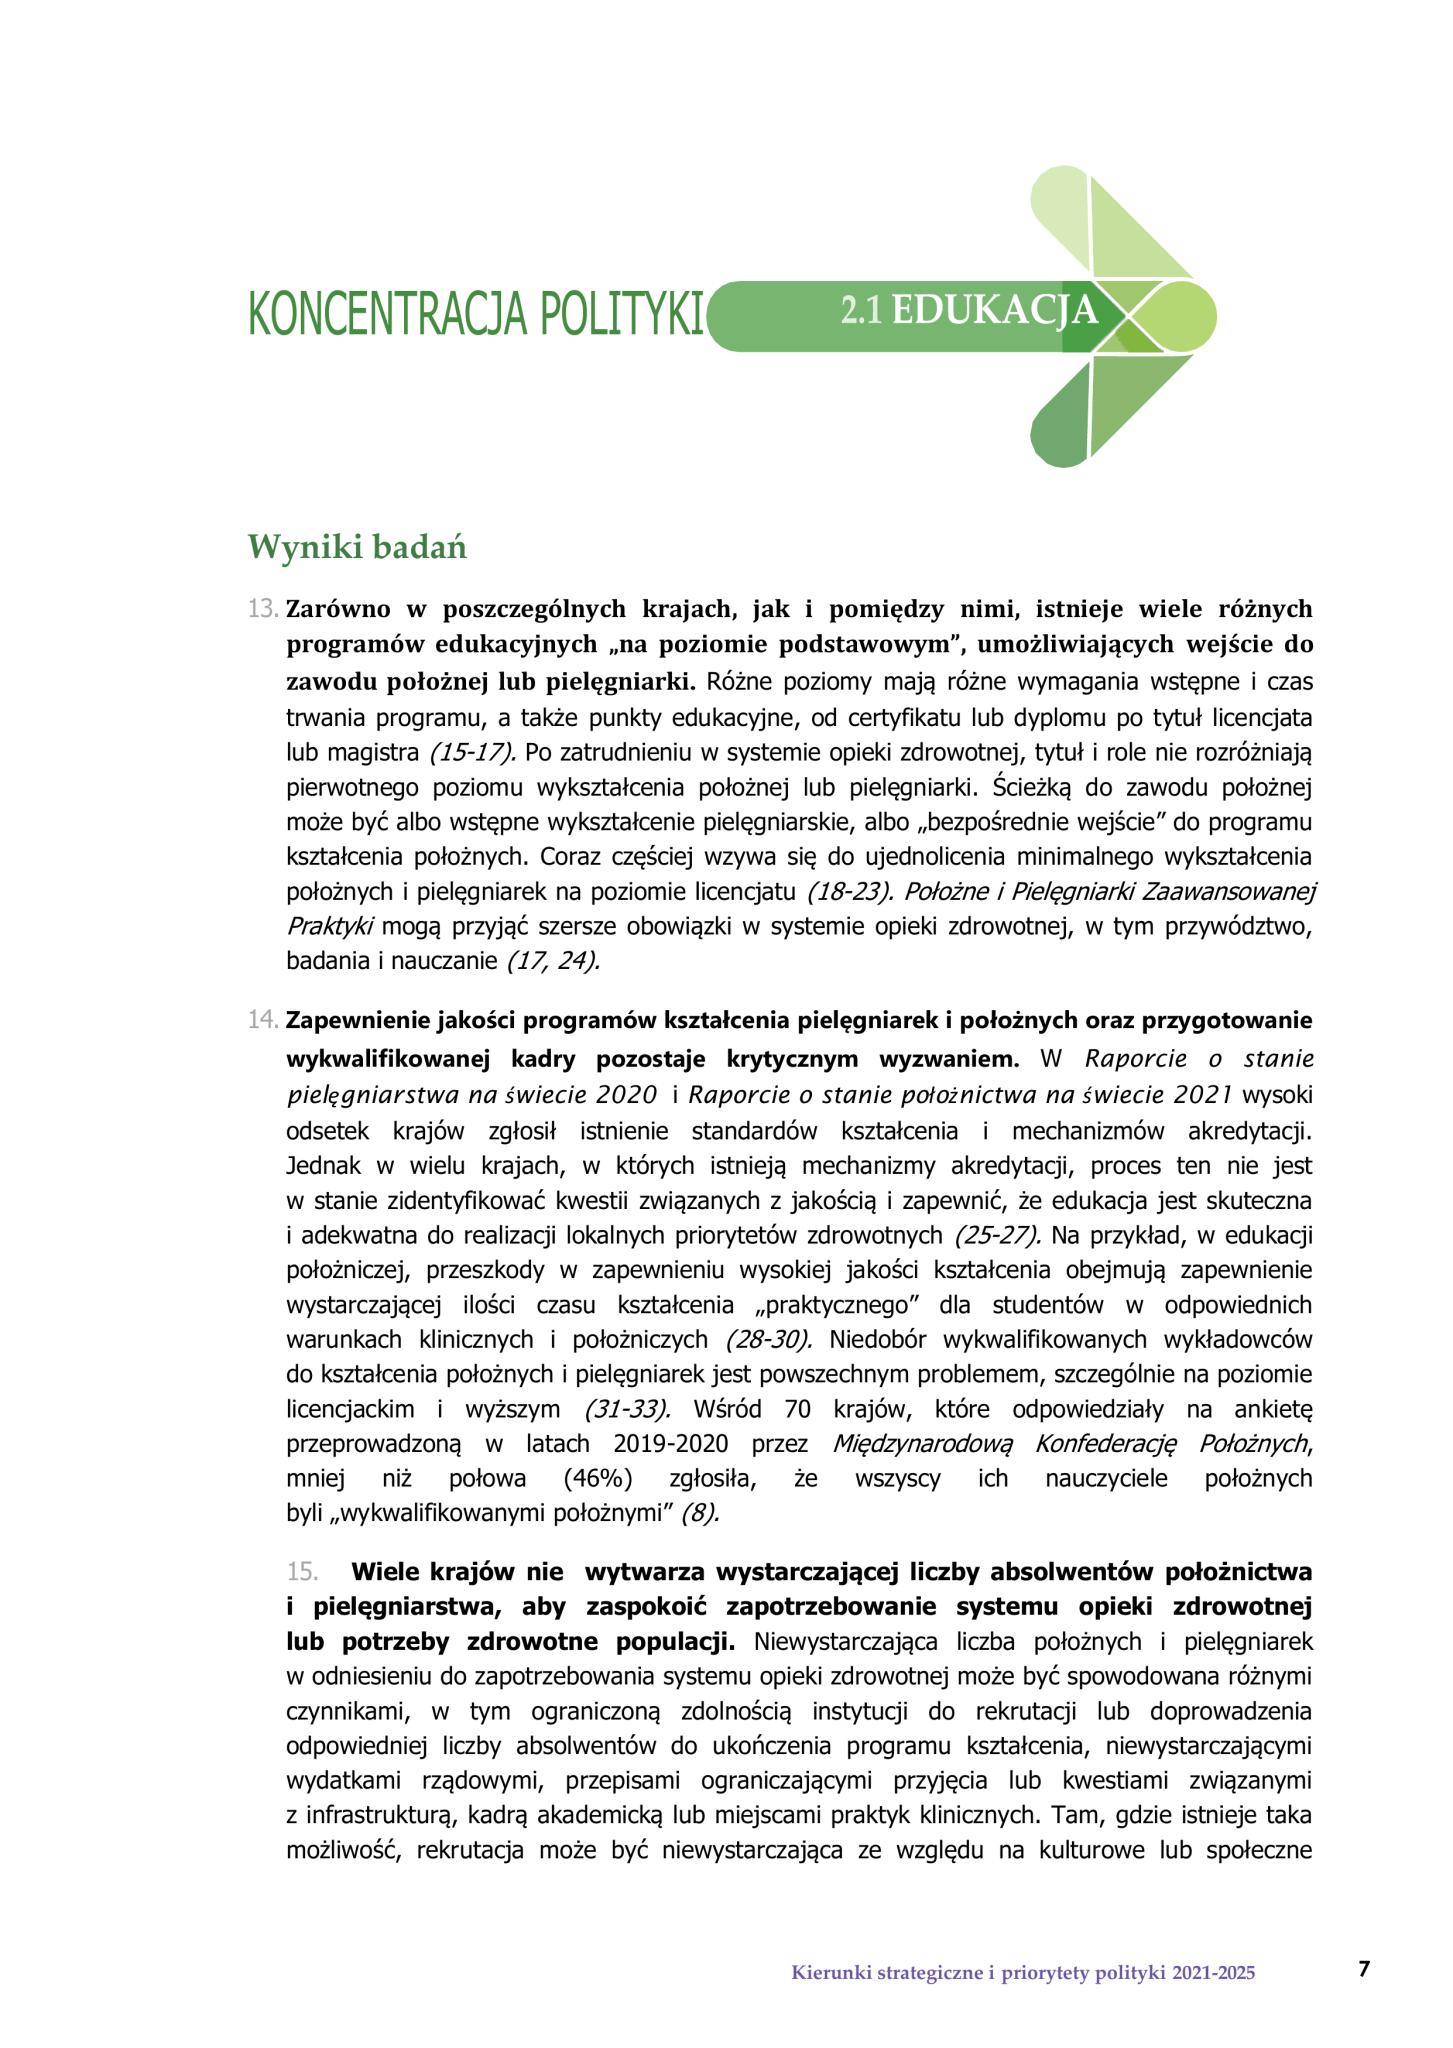 KONCENTRACJA POLITYKI 2.1 EDUKACJA
Wyniki badań
13. Zarówno w poszczególnych krajach, jak i pomiędzy nimi, istnieje wiele różnych
programów edukacyjnych „na poziomie podstawowym”, umożliwiających wejście do
zawodu położnej lub pielęgniarki. Różne poziomy mają różne wymagania wstępne i czas
trwania programu, a także punkty edukacyjne, od certyfikatu lub dyplomu po tytuł licencjata
lub magistra (15-17). Po zatrudnieniu w systemie opieki zdrowotnej, tytuł i role nie rozróżniają
pierwotnego poziomu wykształcenia położnej lub pielęgniarki. Ścieżką do zawodu położnej
może być albo wstępne wykształcenie pielęgniarskie, albo „bezpośrednie wejście” do programu
kształcenia położnych. Coraz częściej wzywa się do ujednolicenia minimalnego wykształcenia
położnych i pielęgniarek na poziomie licencjatu (18-23). Położne i Pielęgniarki Zaawansowanej
Praktyki mogą przyjąć szersze obowiązki w systemie opieki zdrowotnej, w tym przywództwo,
badania i nauczanie (17, 24).
14. Zapewnienie jakości programów kształcenia pielęgniarek i położnych oraz przygotowanie
wykwalifikowanej kadry pozostaje krytycznym wyzwaniem. W Raporcie o stanie
pielęgniarstwa na świecie 2020 i Raporcie o stanie położnictwa na świecie 2021 wysoki
odsetek krajów zgłosił istnienie standardów kształcenia i mechanizmów akredytacji.
Jednak w wielu krajach, w których istnieją mechanizmy akredytacji, proces ten nie jest
w stanie zidentyfikować kwestii związanych z jakością i zapewnić, że edukacja jest skuteczna
i adekwatna do realizacji lokalnych priorytetów zdrowotnych (25-27). Na przykład, w edukacji
położniczej, przeszkody w zapewnieniu wysokiej jakości kształcenia obejmują zapewnienie
wystarczającej ilości czasu kształcenia „praktycznego” dla studentów w odpowiednich
warunkach klinicznych i położniczych (28-30). Niedobór wykwalifikowanych wykładowców
do kształcenia położnych i pielęgniarek jest powszechnym problemem, szczególnie na poziomie
licencjackim i wyższym (31-33). Wśród 70 krajów, które odpowiedziały na ankietę
przeprowadzoną w latach 2019-2020 przez Międzynarodową Konfederację Położnych,
mniej niż połowa (46%) zgłosiła, że wszyscy ich nauczyciele położnych
byli „wykwalifikowanymi położnymi” (8).
15. Wiele krajów nie wytwarza wystarczającej liczby absolwentów położnictwa
i pielęgniarstwa, aby zaspokoić zapotrzebowanie systemu opieki zdrowotnej
lub potrzeby zdrowotne populacji. Niewystarczająca liczba położnych i pielęgniarek
w odniesieniu do zapotrzebowania systemu opieki zdrowotnej może być spowodowana różnymi
czynnikami, w tym ograniczoną zdolnością instytucji do rekrutacji lub doprowadzenia
odpowiedniej liczby absolwentów do ukończenia programu kształcenia, niewystarczającymi
wydatkami rządowymi, przepisami ograniczającymi przyjęcia lub kwestiami związanymi
z infrastrukturą, kadrą akademicką lub miejscami praktyk klinicznych. Tam, gdzie istnieje taka
możliwość, rekrutacja może być niewystarczająca ze względu na kulturowe lub społeczne
Kierunki strategiczne i priorytety polityki 2021-2025 7